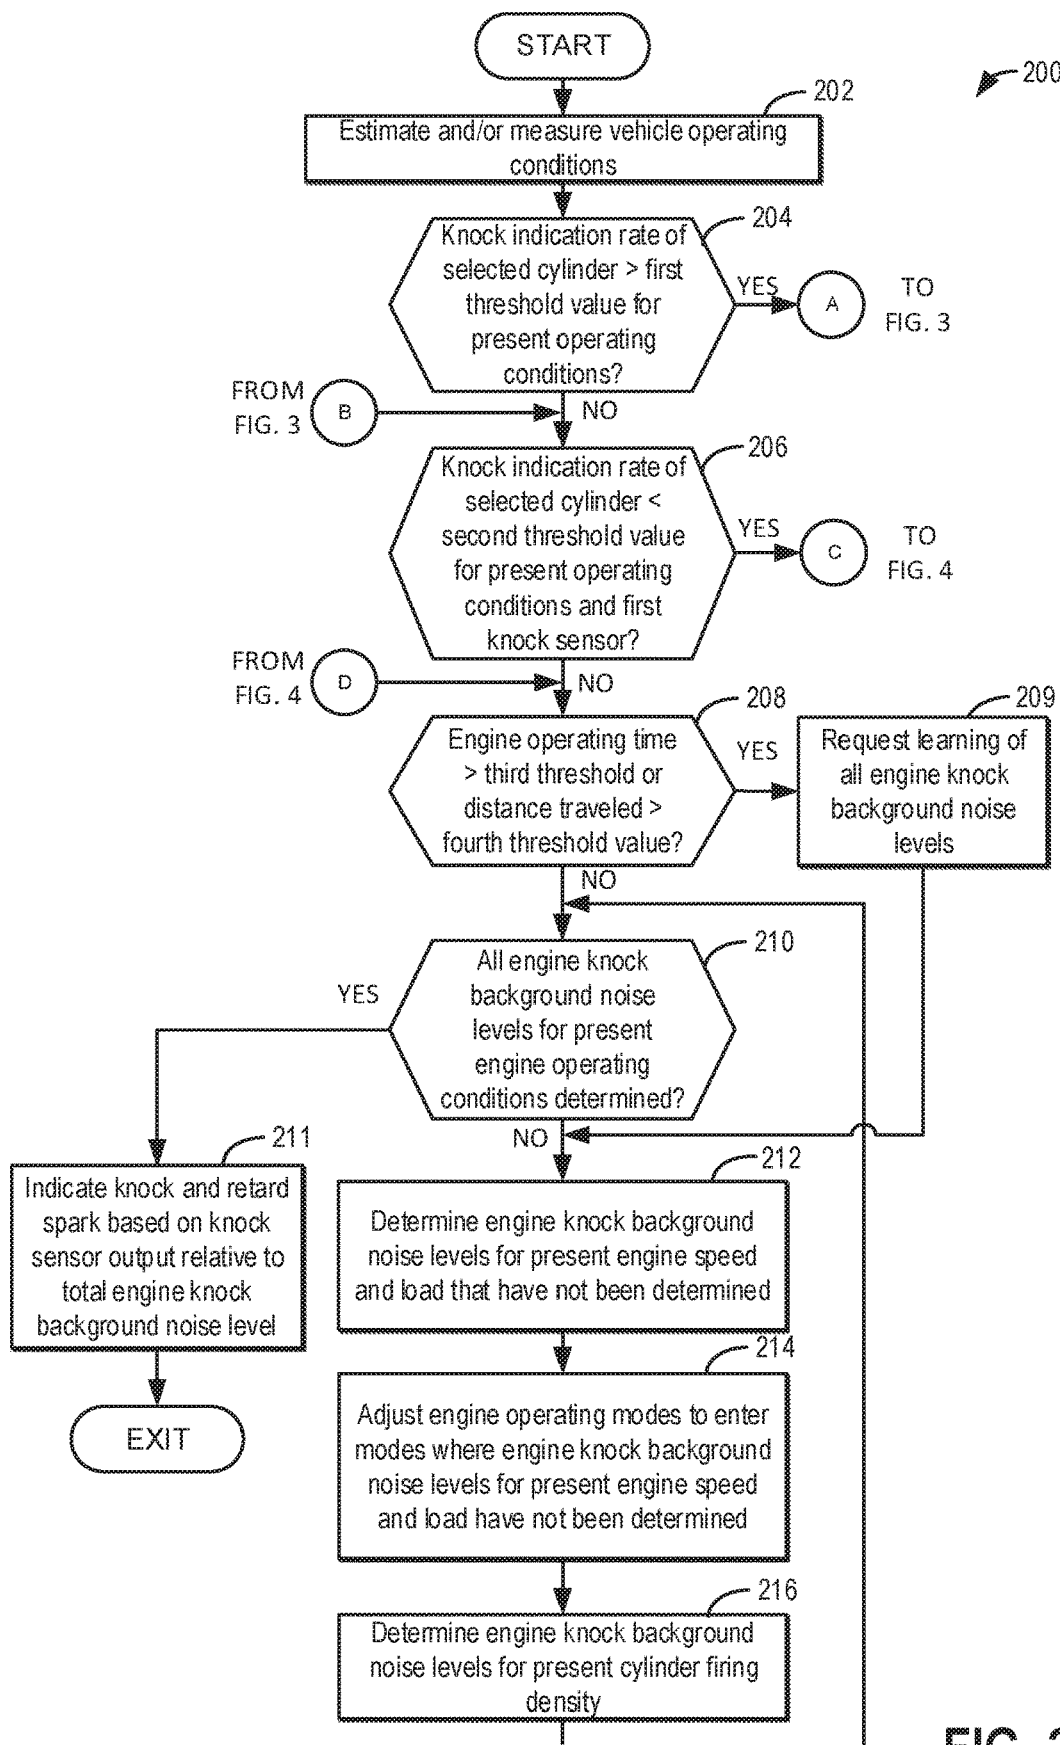 START
200
202
Estimate and/or measure vehicle operating
conditions
204
Knock indication rate of
selected cylinder > first
threshold value for
present operating
conditions?
YES
A
TO
FIG. 3
FROM
FIG. 3
B
NO
206
Knock indication rate of
selected cylinder <
second threshold value
for present operating
conditions and first
knock sensor?
YES
C
TO
FIG. 4
FROM
FIG. 4
D
NO
208
Engine operating time
> third threshold or
distance traveled >
fourth threshold value?
YES
209
Request learning of
all engine knock
background noise
levels
NO
210
All engine knock
background noise
levels for present
engine operating
conditions determined?
YES
NO
211
Indicate knock and retard
spark based on knock
sensor output relative to
total engine knock
background noise level
EXIT
212
Determine engine knock background
noise levels for present engine speed
and load that have not been determined
214
Adjust engine operating modes to enter
modes where engine knock background
noise levels for present engine speed
and load have not been determined
216
Determine engine knock background
noise levels for present cylinder firing
density
FIG.